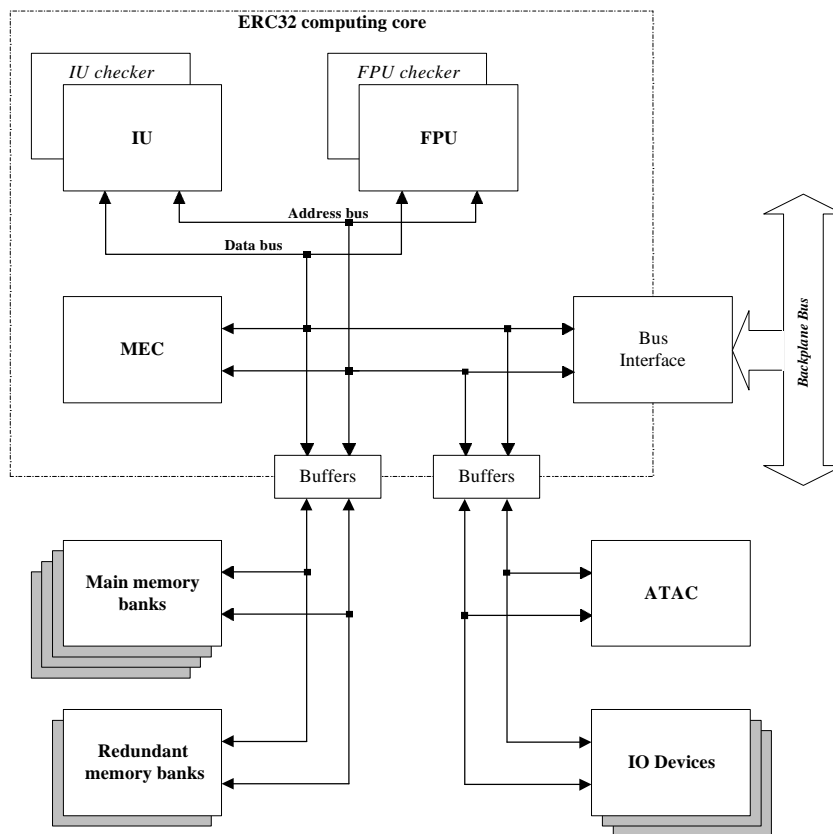 ERC32 computing core
IU checker
FPU checker
IU
FPU
Address bus
Data bus
MEC
Bus
Interface
Backplane Bus
Buffers
Buffers
Main memory
banks
ATAC
Redundant
memory banks
IO Devices